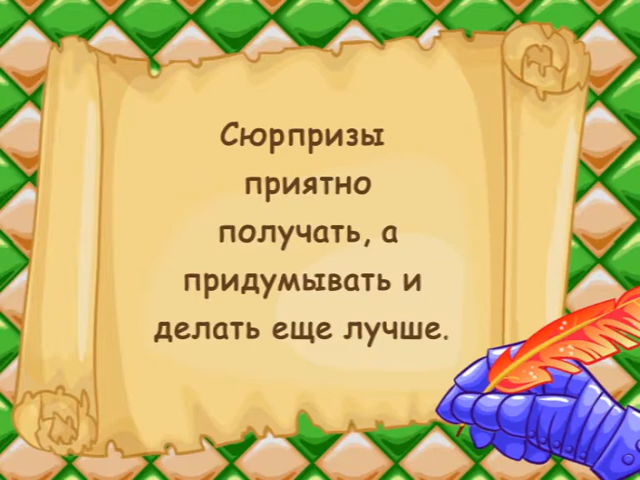 Сюрпризы
приятно
получать, а
придумывать и
делать еще лучше.